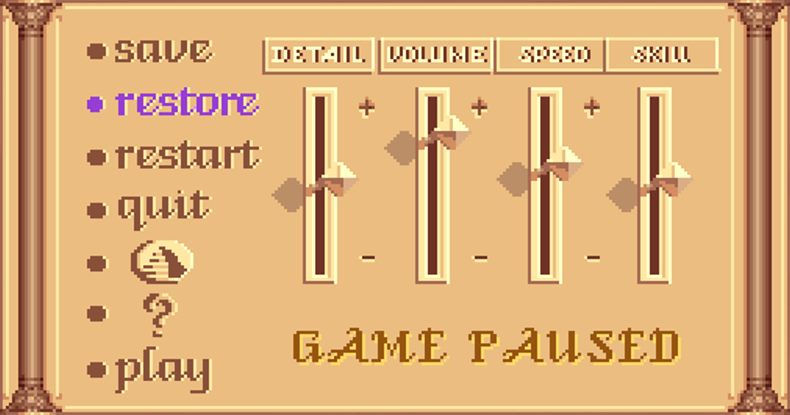 save
restore
restart
quit
?
play
DETAIL VOLUME SPEED SKILL
+ + +
- - -
GAME PAUSED